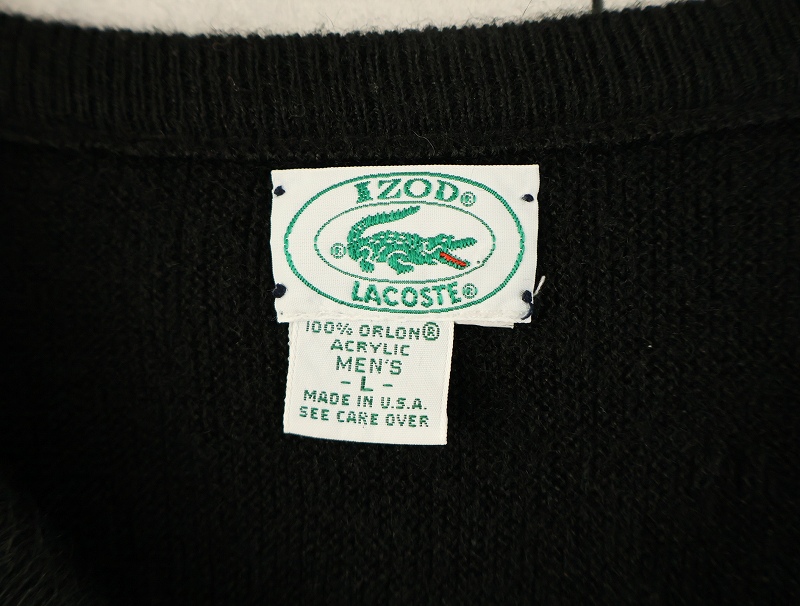 IZOD®
®
LACOSTE®
100% ORLON®
ACRYLIC
MEN'S
- L -
MADE IN U.S.A.
SEE CARE OVER